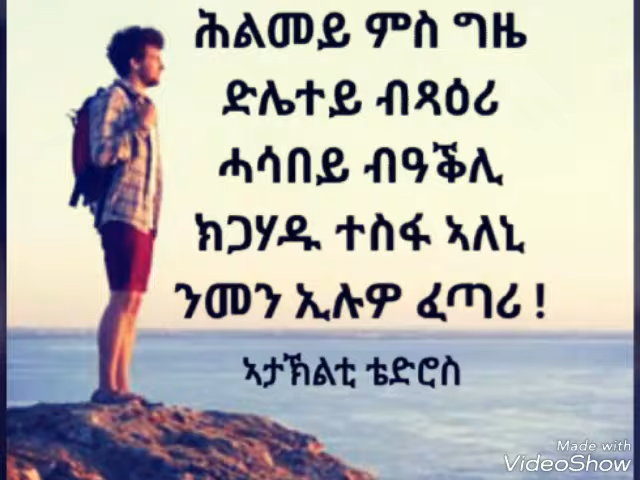 ሕልመይ ምስ ግዜ
ድሌተይ ብጻዕሪ
ሓሳበይ ብዓቕሊ
ክጋሃዱ ተስፋ ኣለኒ
ንመን ኢሉዎ ፈጣሪ !
ኣታኽልቲ ቴድሮስ
Made with
VideoShow